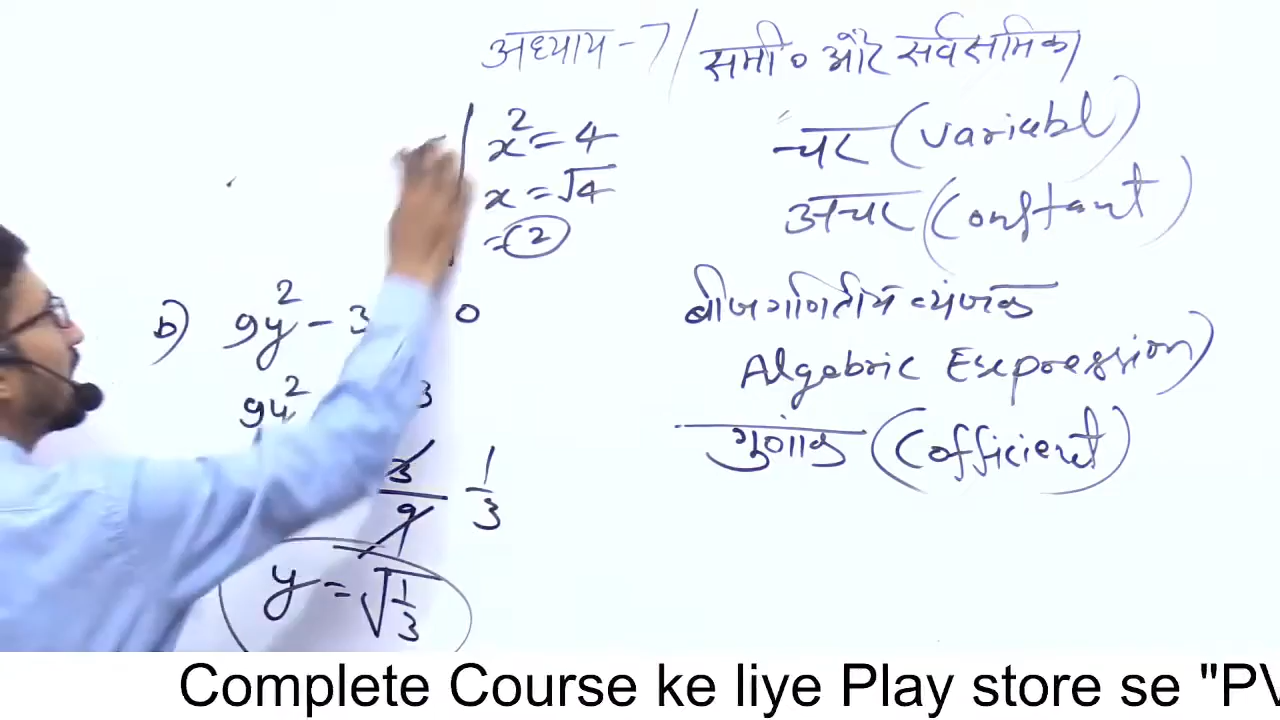 अध्याय - 7 / समी० और सर्वसमिका
x² = 4
x = √4
= 2
चर (variabl)
अचर (Constant)
बीजगणितीय व्यंजक
Algebric Expression)
गुणांक (Cofficient)
b) 9y² - 3 0
9y² 3
3/9 1/3
y = √1/3
Complete Course ke liye Play store se "PV